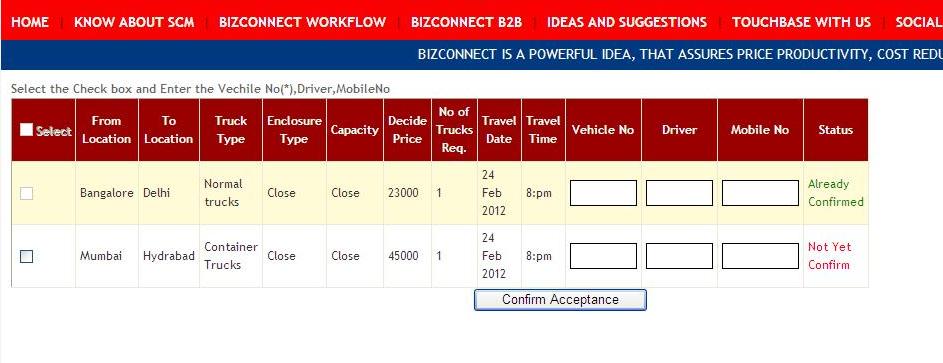 HOME KNOW ABOUT SCM BIZCONNECT WORKFLOW BIZCONNECT B2B IDEAS AND SUGGESTIONS TOUCHBASE WITH US SOCIAL
BIZCONNECT IS A POWERFUL IDEA, THAT ASSURES PRICE PRODUCTIVITY, COST REDU
Select the Check box and Enter the Vechile No(*),Driver,MobileNo
Select From Location To Location Truck Type Enclosure Type Capacity Decide Price No of Trucks Req. Travel Date Travel Time Vehicle No Driver Mobile No Status
Bangalore Delhi Normal trucks Close Close 23000 1 24 Feb 2012 8:pm Already Confirmed
Mumbai Hydrabad Container Trucks Close Close 45000 1 24 Feb 2012 8:pm Not Yet Confirm
Confirm Acceptance